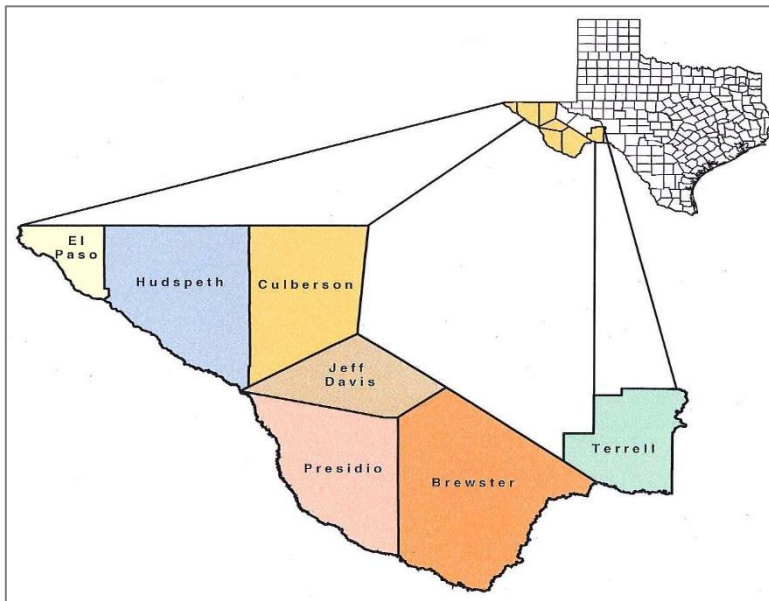 El
Paso
Hudspeth
Culberson
Jeff
Davis
Presidio
Brewster
Terrell